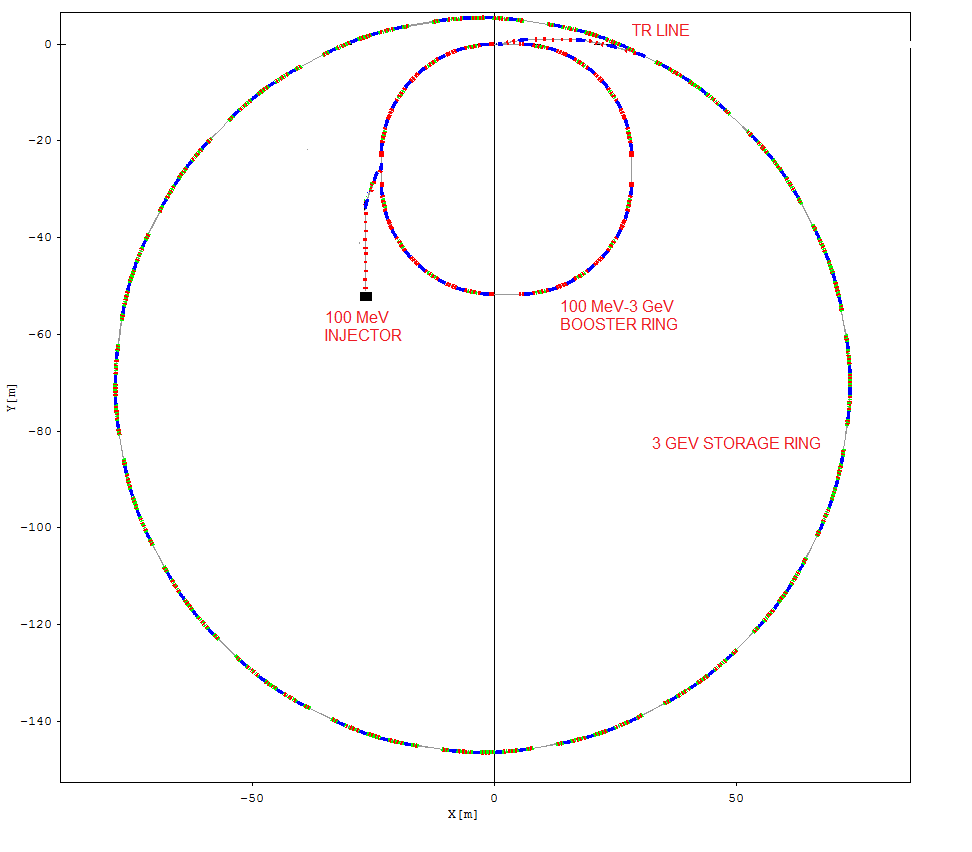 TR LINE
0
−20
−40
100 MeV
INJECTOR
100 MeV-3 GeV
BOOSTER RING
−60
Y[m]
−80
3 GEV STORAGE RING
−100
−120
−140
−50
0
50
X[m]